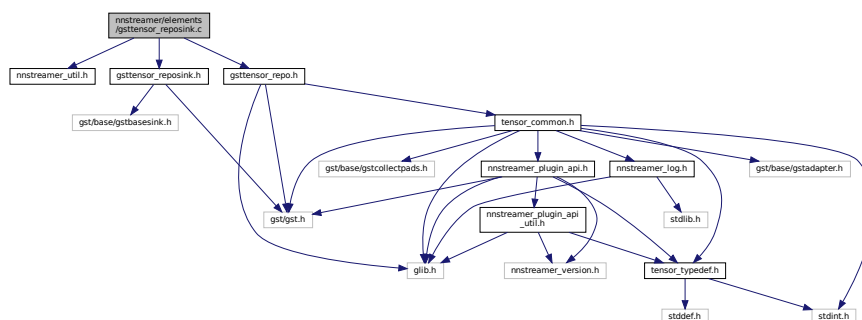 nnstreamer/elements
/gsttensor_reposink.c
nnstreamer_util.h
gsttensor_reposink.h
gsttensor_repo.h
gst/base/gstbasesink.h
tensor_common.h
gst/base/gstcollectpads.h
nnstreamer_plugin_api.h
nnstreamer_log.h
gst/base/gstadapter.h
gst/gst.h
nnstreamer_plugin_api
_util.h
stdlib.h
glib.h
nnstreamer_version.h
tensor_typedef.h
stddef.h
stdint.h